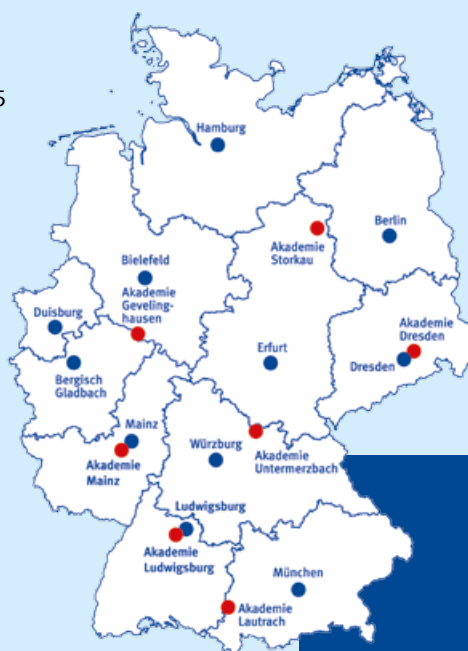 5
Hamburg
Berlin
Akademie
Storkau
Bielefeld
Akademie
Geveling-
hausen
Duisburg
Akademie
Dresden
Dresden
Erfurt
Bergisch
Gladbach
Mainz
Akademie
Mainz
Würzburg
Akademie
Untermerzbach
Ludwigsburg
Akademie
Ludwigsburg
München
Akademie
Lautrach